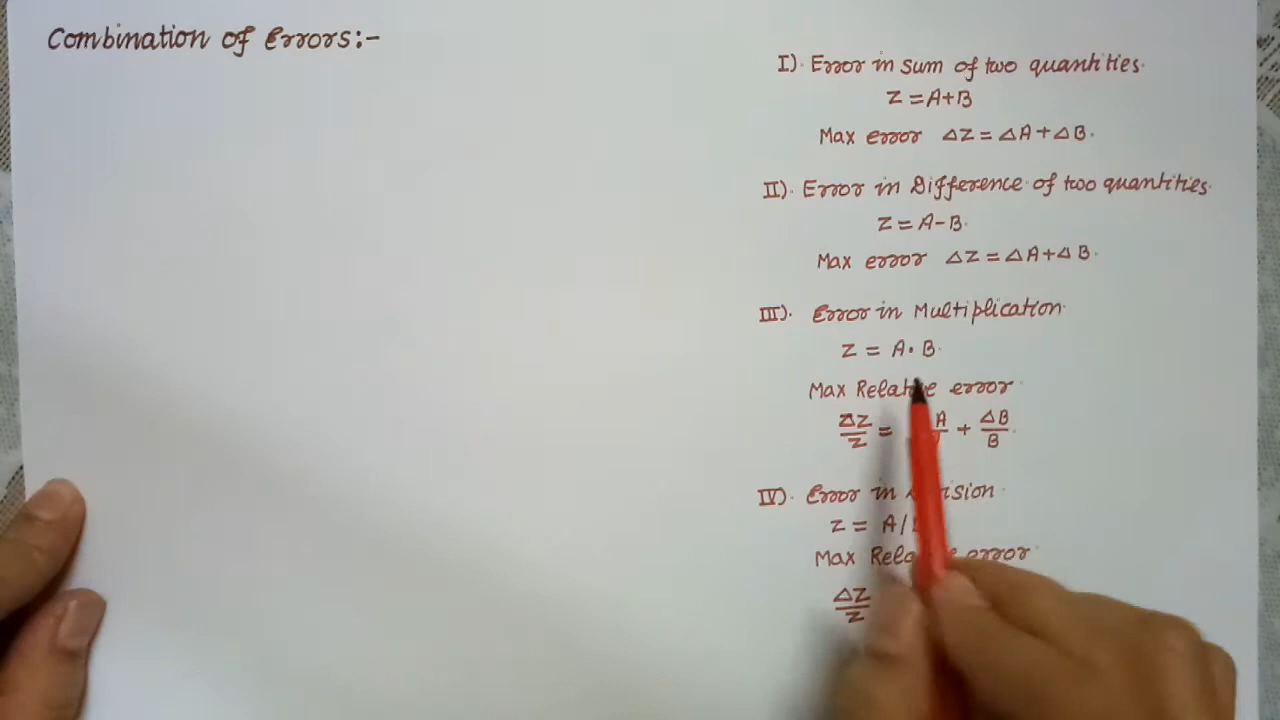 Combination of Errors:-
I). Error in sum of two quantities.
Z = A+B
Max error ΔZ = ΔA+ΔB.
II). Error in Difference of two quantities.
Z = A-B.
Max error ΔZ = ΔA+ΔB.
III). Error in Multiplication.
Z = A·B.
Max Relative error.
ΔZ/Z = A + ΔB/B.
IV). Error in
Z = A/
Max error.
ΔZ/Z